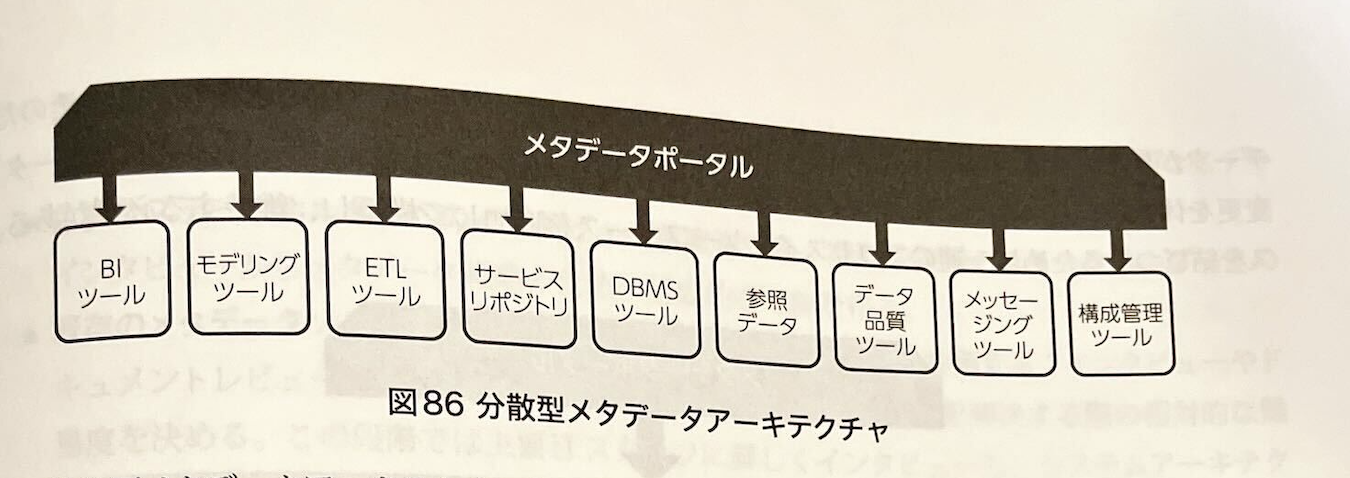 メタデータポータル
BI
ツール
モデリング
ツール
ETL
ツール
サービス
リポジトリ
DBMS
ツール
参照
データ
データ
品質
ツール
メッセー
ジング
ツール
構成管理
ツール
図86 分散型メタデータアーキテクチャ